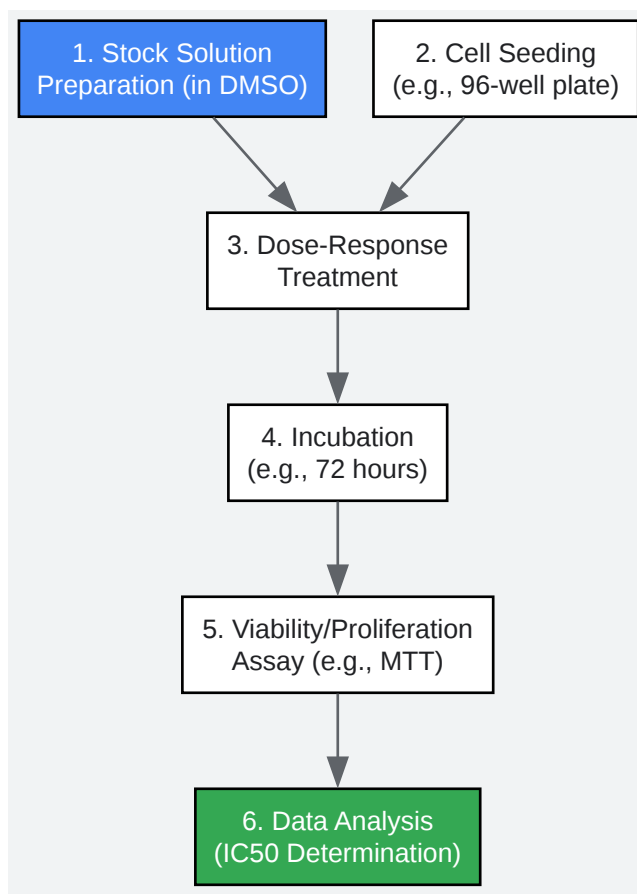 1. Stock Solution
Preparation (in DMSO)
2. Cell Seeding
(e.g., 96-well plate)
3. Dose-Response
Treatment
4. Incubation
(e.g., 72 hours)
5. Viability/Proliferation
Assay (e.g., MTT)
6. Data Analysis
(IC50 Determination)